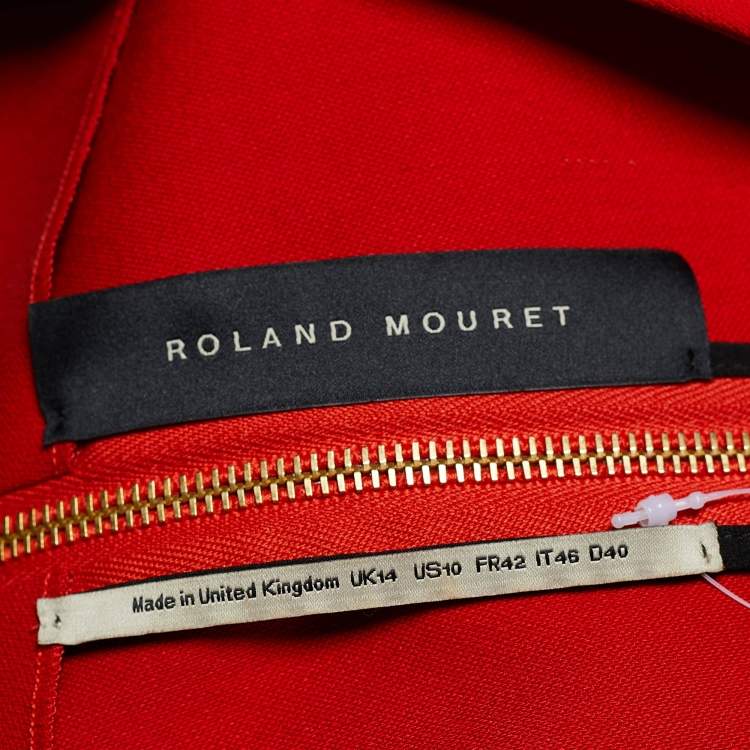 ROLAND MOURET
Made in United Kingdom UK14 US10 FR42 IT46 D40